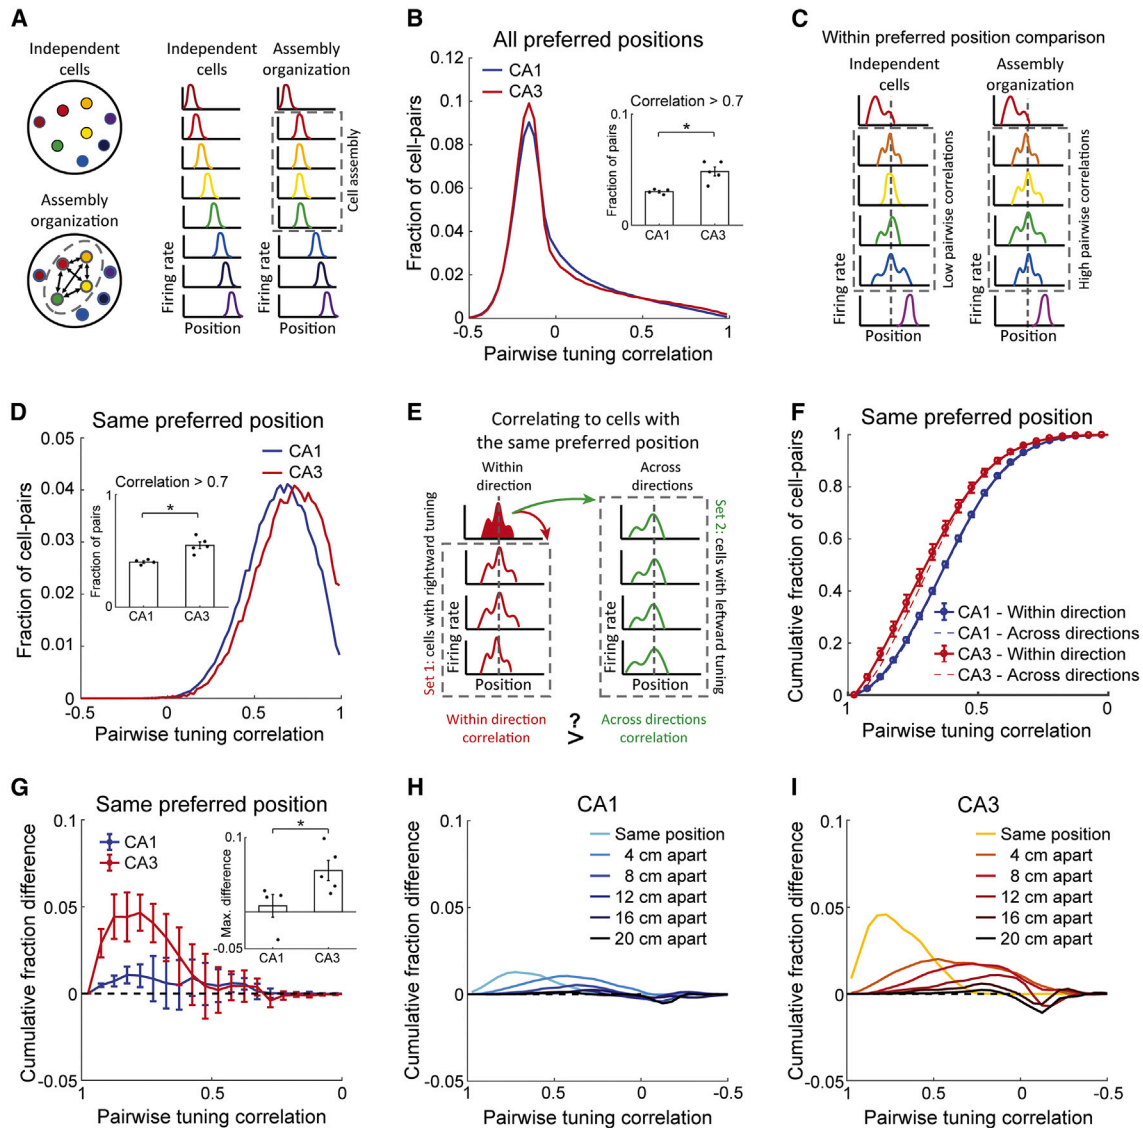 A
Independent
cells
Assembly
organization
Independent
cells
Assembly
organization
Cell assembly
Firing rate
Firing rate
Position
Position
B
All preferred positions
CA1
CA3
0.12
0.1
0.08
0.06
0.04
0.02
0
-0.5
0
0.5
1
Fraction of cell-pairs
Pairwise tuning correlation
Correlation > 0.7
0.1
0
Fraction of pairs
*
CA1
CA3
C
Within preferred position comparison
Independent
cells
Assembly
organization
Low pairwise correlations
High pairwise correlations
Firing rate
Firing rate
Position
Position
D
Same preferred position
CA1
CA3
0.05
0.04
0.03
0.02
0.01
0
-0.5
0
0.5
1
Fraction of cell-pairs
Pairwise tuning correlation
Correlation > 0.7
1
0
Fraction of pairs
*
CA1
CA3
E
Correlating to cells with
the same preferred position
Within
direction
Across
directions
Set 1: cells with rightward tuning
Set 2: cells with leftward tuning
Firing rate
Firing rate
Position
Position
Within direction
correlation
?
>
Across directions
correlation
F
Same preferred position
1
0.8
0.6
0.4
0.2
0
1
0.5
0
Cumulative fraction of cell-pairs
Pairwise tuning correlation
CA1 - Within direction
CA1 - Across directions
CA3 - Within direction
CA3 - Across directions
G
Same preferred position
CA1
CA3
0.1
0.05
0
-0.05
1
0.5
0
Cumulative fraction difference
Pairwise tuning correlation
0.1
-0.05
Max. difference
*
CA1
CA3
H
CA1
Same position
4 cm apart
8 cm apart
12 cm apart
16 cm apart
20 cm apart
0.1
0.05
0
-0.05
1
0.5
0
-0.5
Cumulative fraction difference
Pairwise tuning correlation
I
CA3
Same position
4 cm apart
8 cm apart
12 cm apart
16 cm apart
20 cm apart
0.1
0.05
0
-0.05
1
0.5
0
-0.5
Cumulative fraction difference
Pairwise tuning correlation